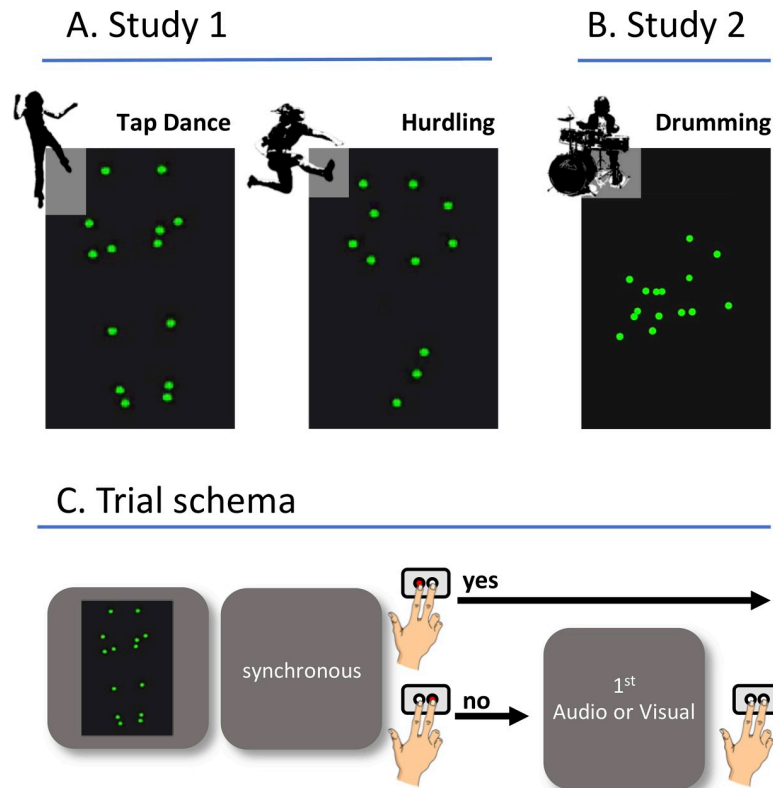 A. Study 1
B. Study 2
Tap Dance
Hurdling
Drumming
C. Trial schema
synchronous
yes
no
1st
Audio or Visual